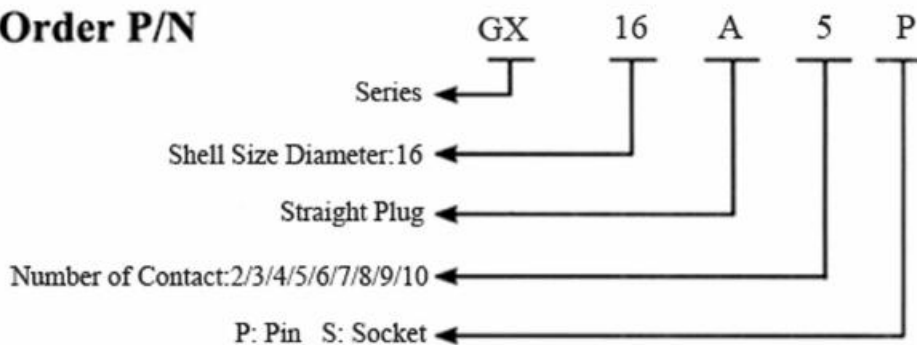 Order P/N GX 16 A 5 P
Series
Shell Size Diameter:16
Straight Plug
Number of Contact:2/3/4/5/6/7/8/9/10
P: Pin S: Socket